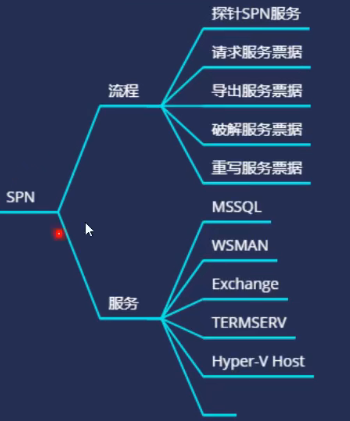 探针SPN服务
请求服务票据
流程
导出服务票据
破解服务票据
重写服务票据
SPN
MSSQL
WSMAN
Exchange
服务
TERMSERV
Hyper-V Host